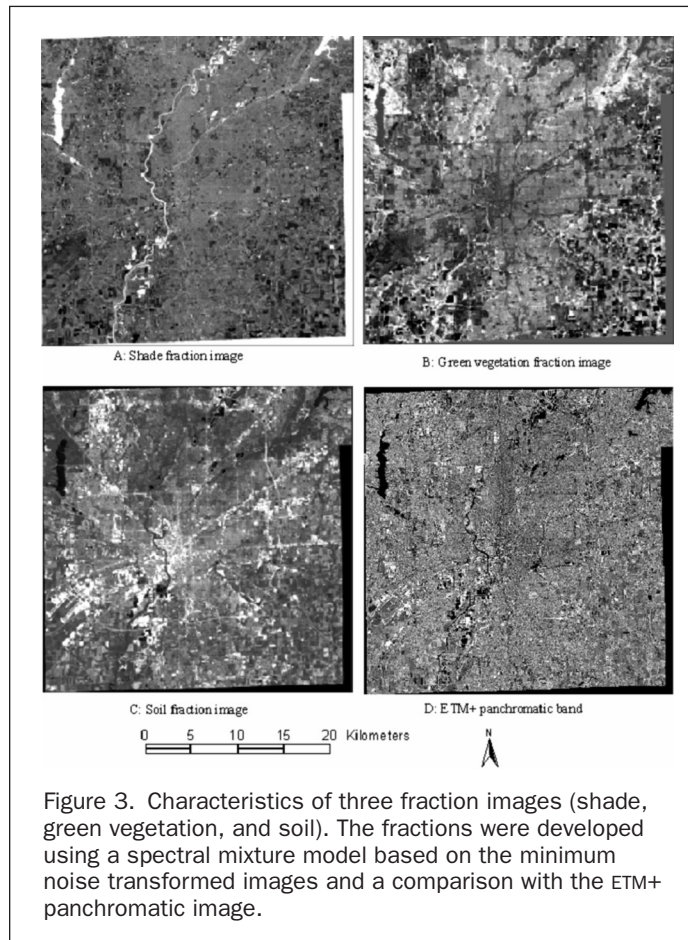 A: Shade fraction image
B: Green vegetation fraction image
C: Soil fraction image
D: ETM+ panchromatic band
0 5 10 15 20 Kilometers
N
Figure 3. Characteristics of three fraction images (shade,
green vegetation, and soil). The fractions were developed
using a spectral mixture model based on the minimum
noise transformed images and a comparison with the ETM+
panchromatic image.